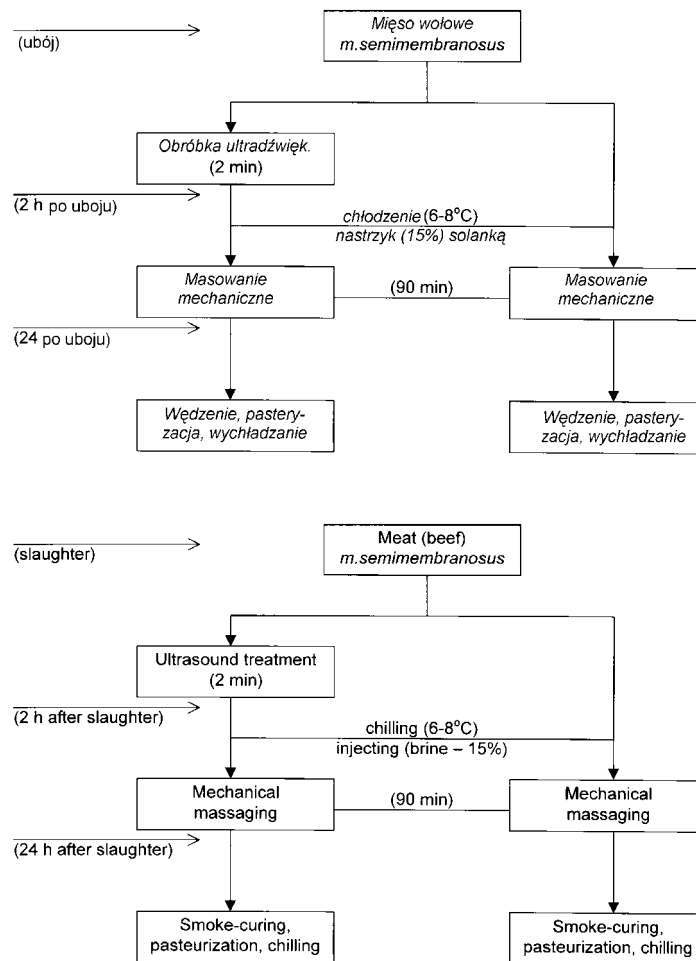 Mięso wołowe
m.semimembranosus
(ubój)
Obróbka ultradźwięk.
(2 min)
(2 h po uboju)
chłodzenie (6-8°C)
nastrzyk (15%) solanką
Masowanie
mechaniczne
(90 min)
Masowanie
mechaniczne
(24 po uboju)
Wędzenie, pastery-
zacja, wychładzanie
Wędzenie, pastery-
zacja, wychładzanie
Meat (beef)
m.semimembranosus
(slaughter)
Ultrasound treatment
(2 min)
(2 h after slaughter)
chilling (6-8°C)
injecting (brine – 15%)
Mechanical
massaging
(90 min)
Mechanical
massaging
(24 h after slaughter)
Smoke-curing,
pasteurization, chilling
Smoke-curing,
pasteurization, chilling